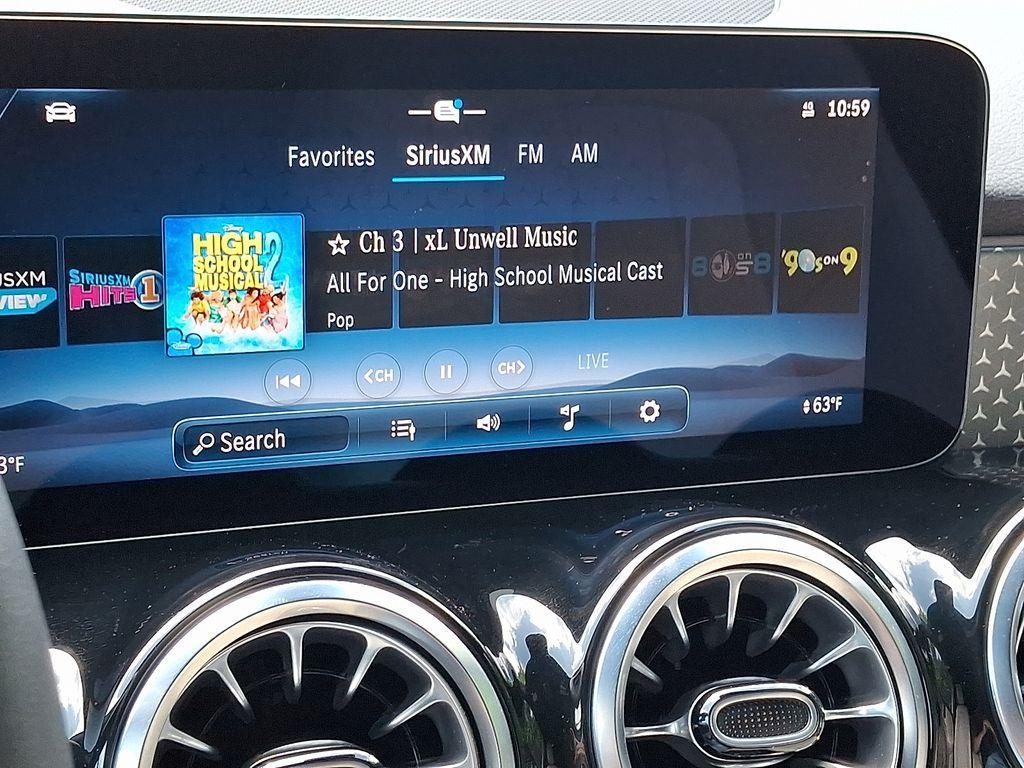 4G 10:59
Favorites SiriusXM FM AM
USXM
VIEW
SIRIUSXM
HITS 1
Disney
HIGH
SCHOOL
MUSICAL 2
Ch 3 | xL Unwell Music
All For One - High School Musical Cast
Pop
80s on 8
'90s ON 9
<CH
CH>
LIVE
Search
3°F
63°F